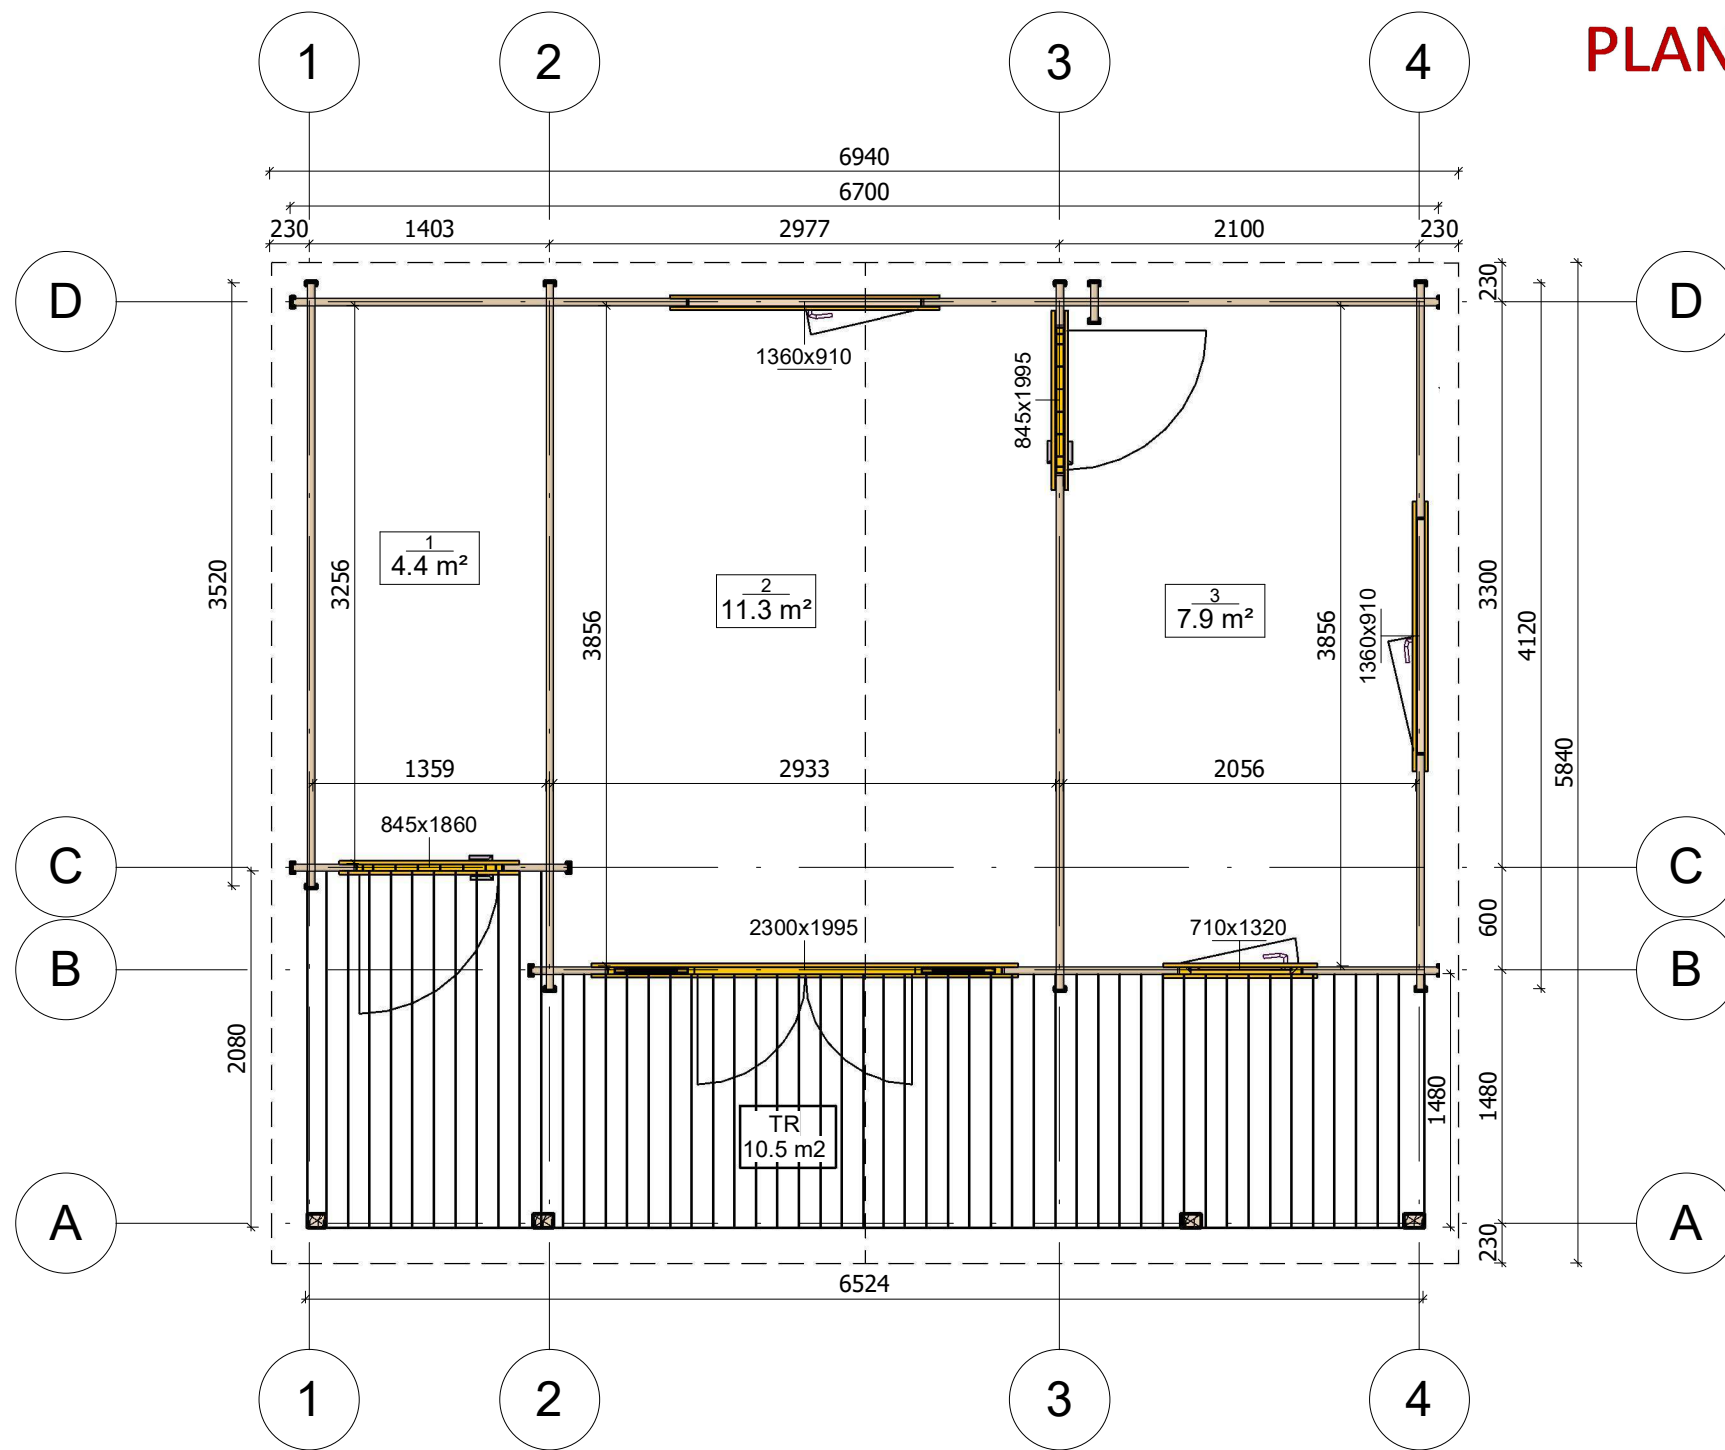 PLAN
1 2 3 4
6940
6700
230 1403 2977 2100 230
D D
230
1360x910
845x1995
3520
3256
1
4.4 m²
2
11.3 m²
3
7.9 m²
3856
3856
1360x910
3300
4120
5840
1359 2933 2056
845x1860
C C
600
2300x1995
710x1320
B B
2080
1480
1480
TR
10.5 m2
A A
230
6524
1 2 3 4